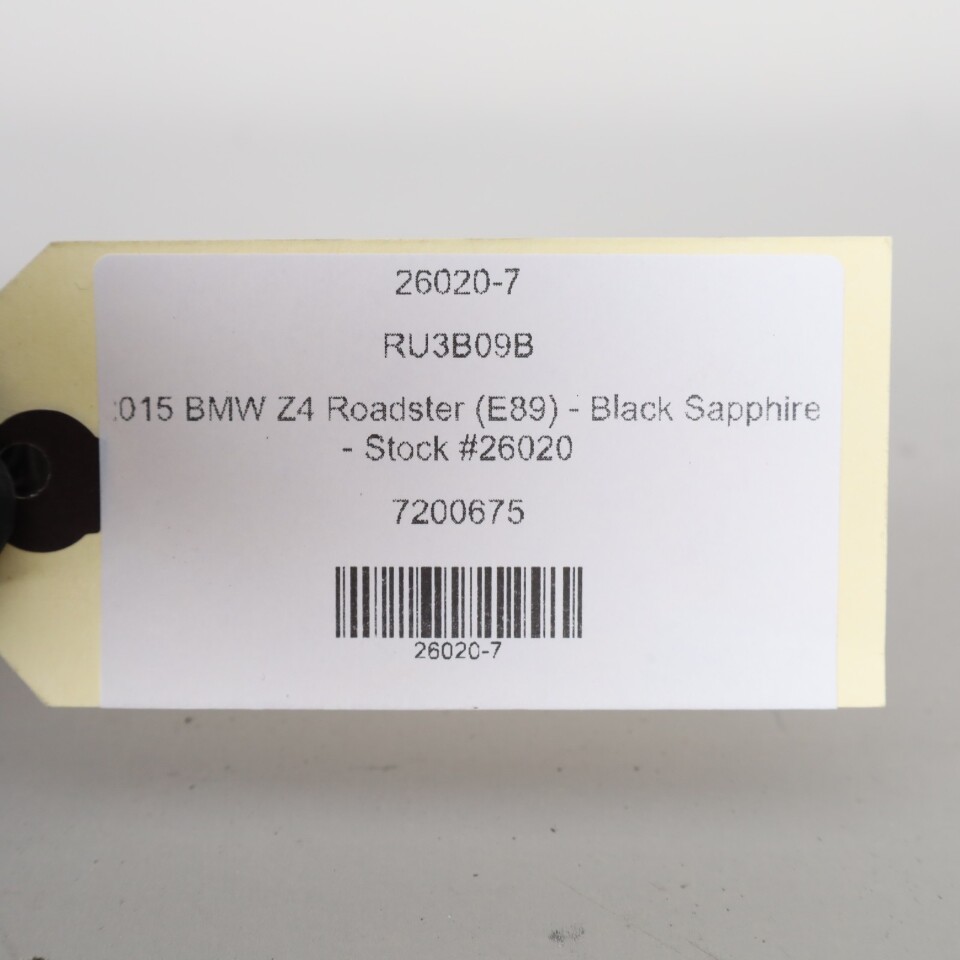 26020-7
RU3B09B
015 BMW Z4 Roadster (E89) - Black Sapphire
- Stock #26020
7200675
26020-7